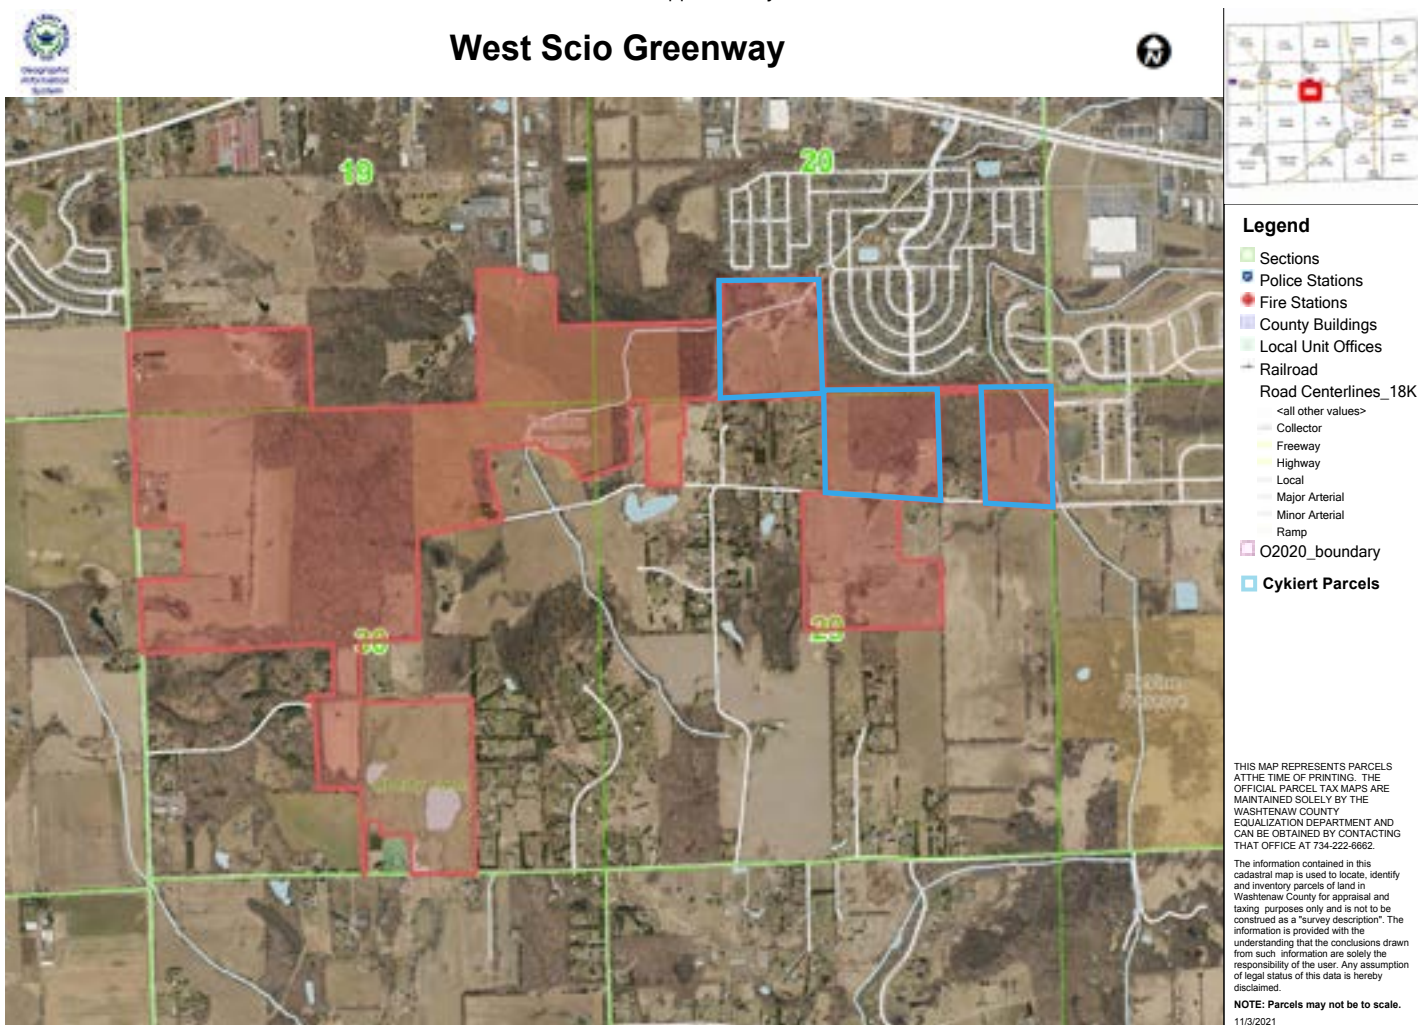 West Scio Greenway
Geographic
Information
System
N
19
20
30
29
Legend
Sections
Police Stations
Fire Stations
County Buildings
Local Unit Offices
Railroad
Road Centerlines_18K
<all other values>
Collector
Freeway
Highway
Local
Major Arterial
Minor Arterial
Ramp
O2020_boundary
Cykiert Parcels
THIS MAP REPRESENTS PARCELS
ATTHE TIME OF PRINTING. THE
OFFICIAL PARCEL TAX MAPS ARE
MAINTAINED SOLELY BY THE
WASHTENAW COUNTY
EQUALIZATION DEPARTMENT AND
CAN BE OBTAINED BY CONTACTING
THAT OFFICE AT 734-222-6662.
The information contained in this
cadastral map is used to locate, identify
and inventory parcels of land in
Washtenaw County for appraisal and
taxing purposes only and is not to be
construed as a "survey description". The
information is provided with the
understanding that the conclusions drawn
from such information are solely the
responsibility of the user. Any assumption
of legal status of this data is hereby
disclaimed.
NOTE: Parcels may not be to scale.
11/3/2021